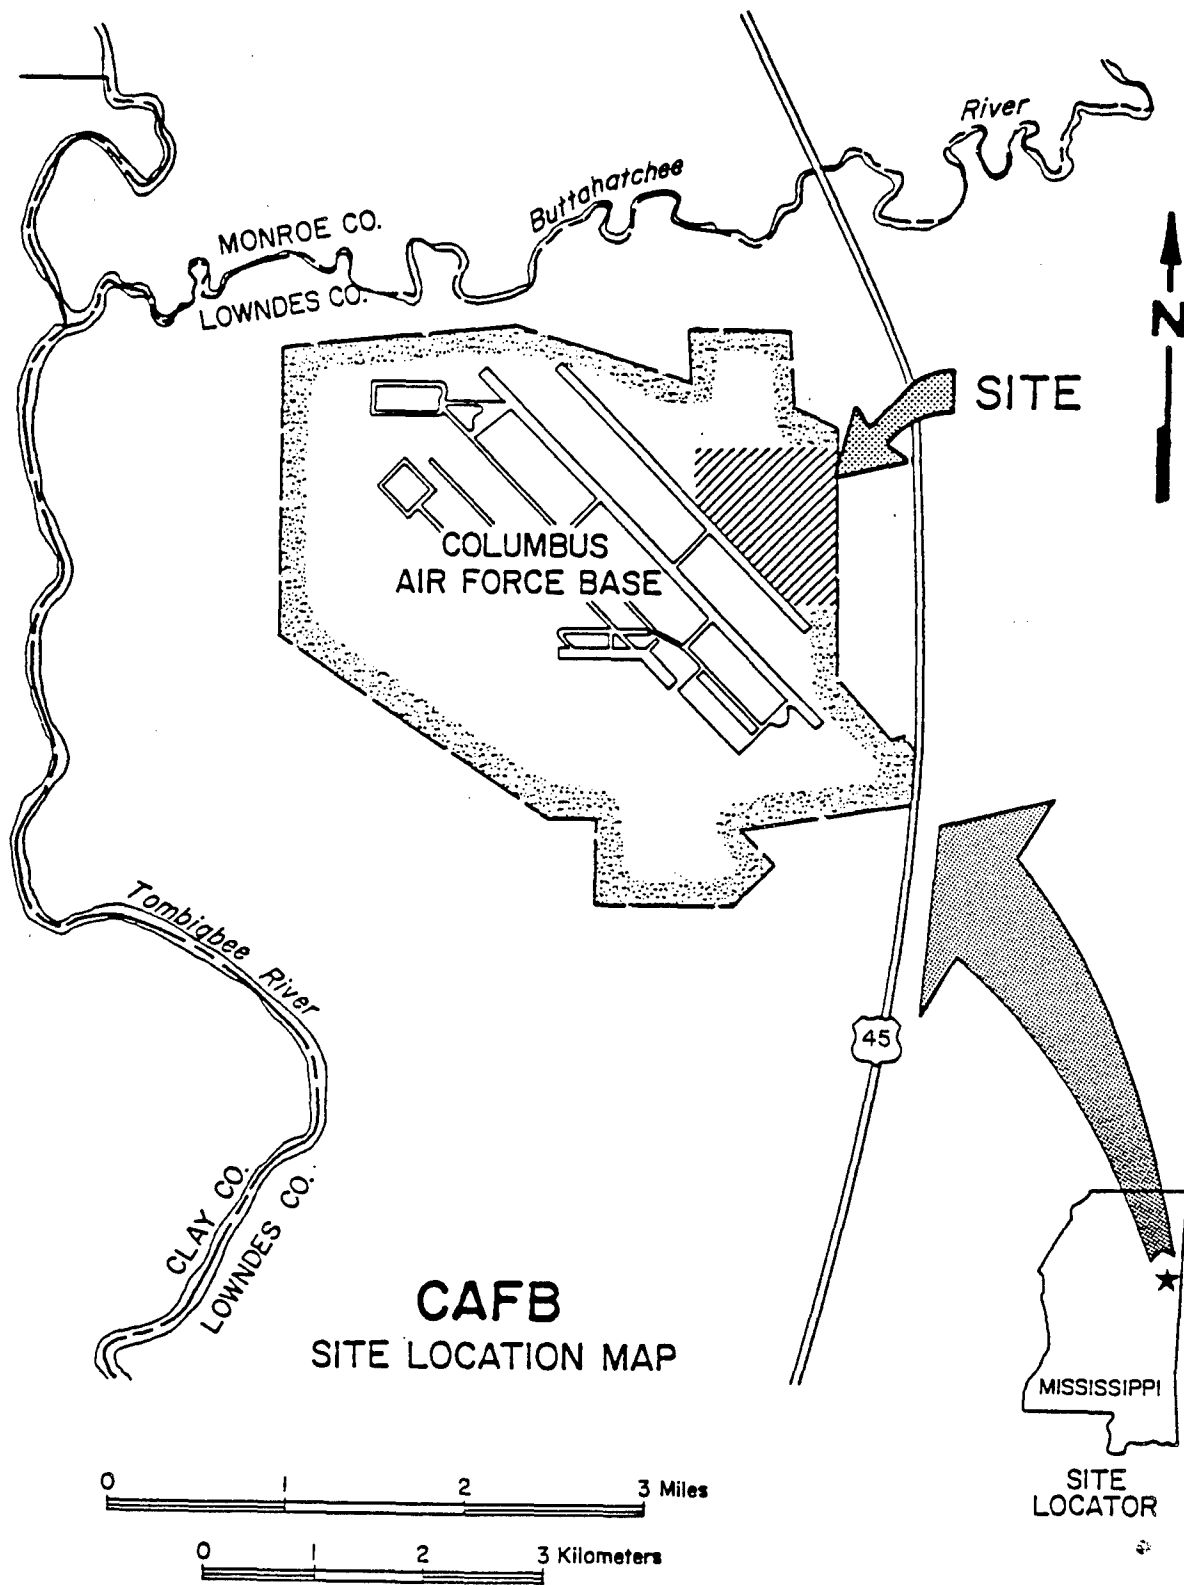 River
Buttahatchee
MONROE CO.
LOWNDES CO.
N
SITE
COLUMBUS
AIR FORCE BASE
Tombigbee River
45
CLAY CO.
LOWNDES CO.
CAFB
SITE LOCATION MAP
MISSISSIPPI
SITE
LOCATOR
0 1 2 3 Miles
0 1 2 3 Kilometers